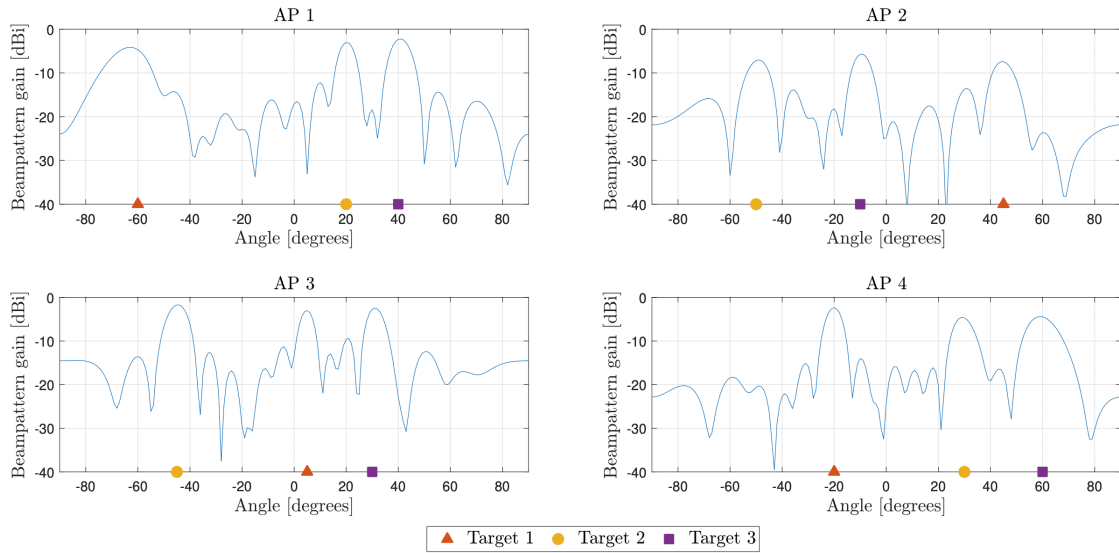 AP 1
Beampattern gain [dBi]
0
-10
-20
-30
-40
-80 -60 -40 -20 0 20 40 60 80
Angle [degrees]
AP 2
Beampattern gain [dBi]
0
-10
-20
-30
-40
-80 -60 -40 -20 0 20 40 60 80
Angle [degrees]
AP 3
Beampattern gain [dBi]
0
-10
-20
-30
-40
-80 -60 -40 -20 0 20 40 60 80
Angle [degrees]
AP 4
Beampattern gain [dBi]
0
-10
-20
-30
-40
-80 -60 -40 -20 0 20 40 60 80
Angle [degrees]
Target 1 Target 2 Target 3